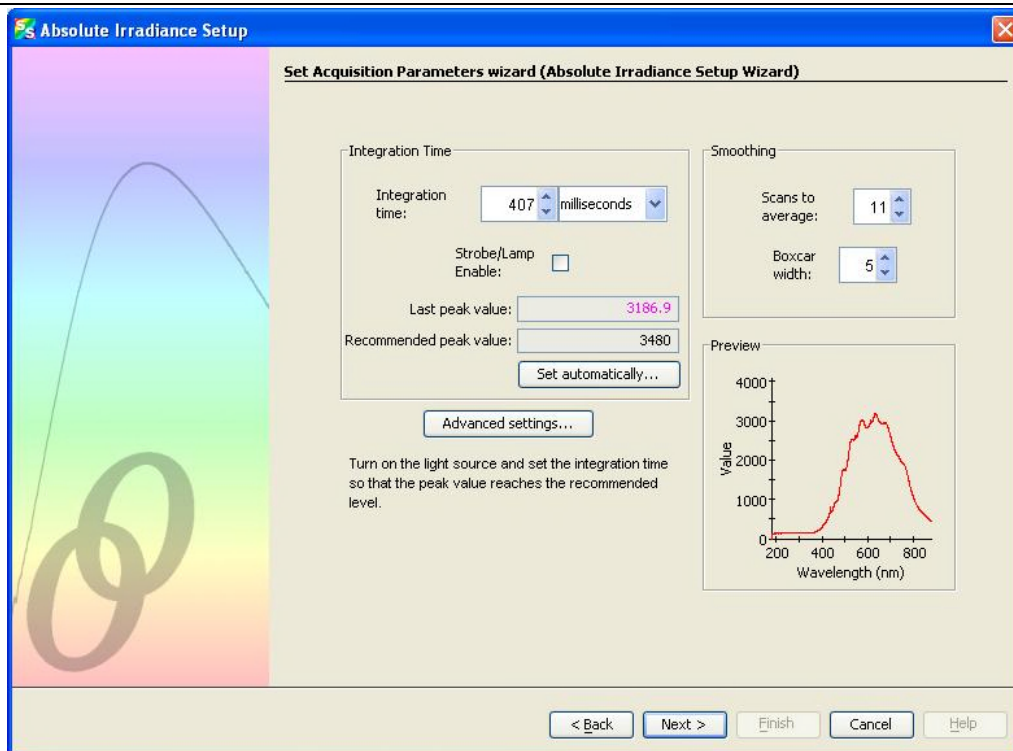 Absolute Irradiance Setup
Set Acquisition Parameters wizard (Absolute Irradiance Setup Wizard)
Integration Time
Integration
time:
407
milliseconds
Strobe/Lamp
Enable:
Last peak value:
3186.9
Recommended peak value:
3480
Set automatically...
Advanced settings...
Turn on the light source and set the integration time
so that the peak value reaches the recommended
level.
Smoothing
Scans to
average:
11
Boxcar
width:
5
Preview
4000
3000
2000
1000
0
Value
200 400 600 800
Wavelength (nm)
< Back
Next >
Finish
Cancel
Help